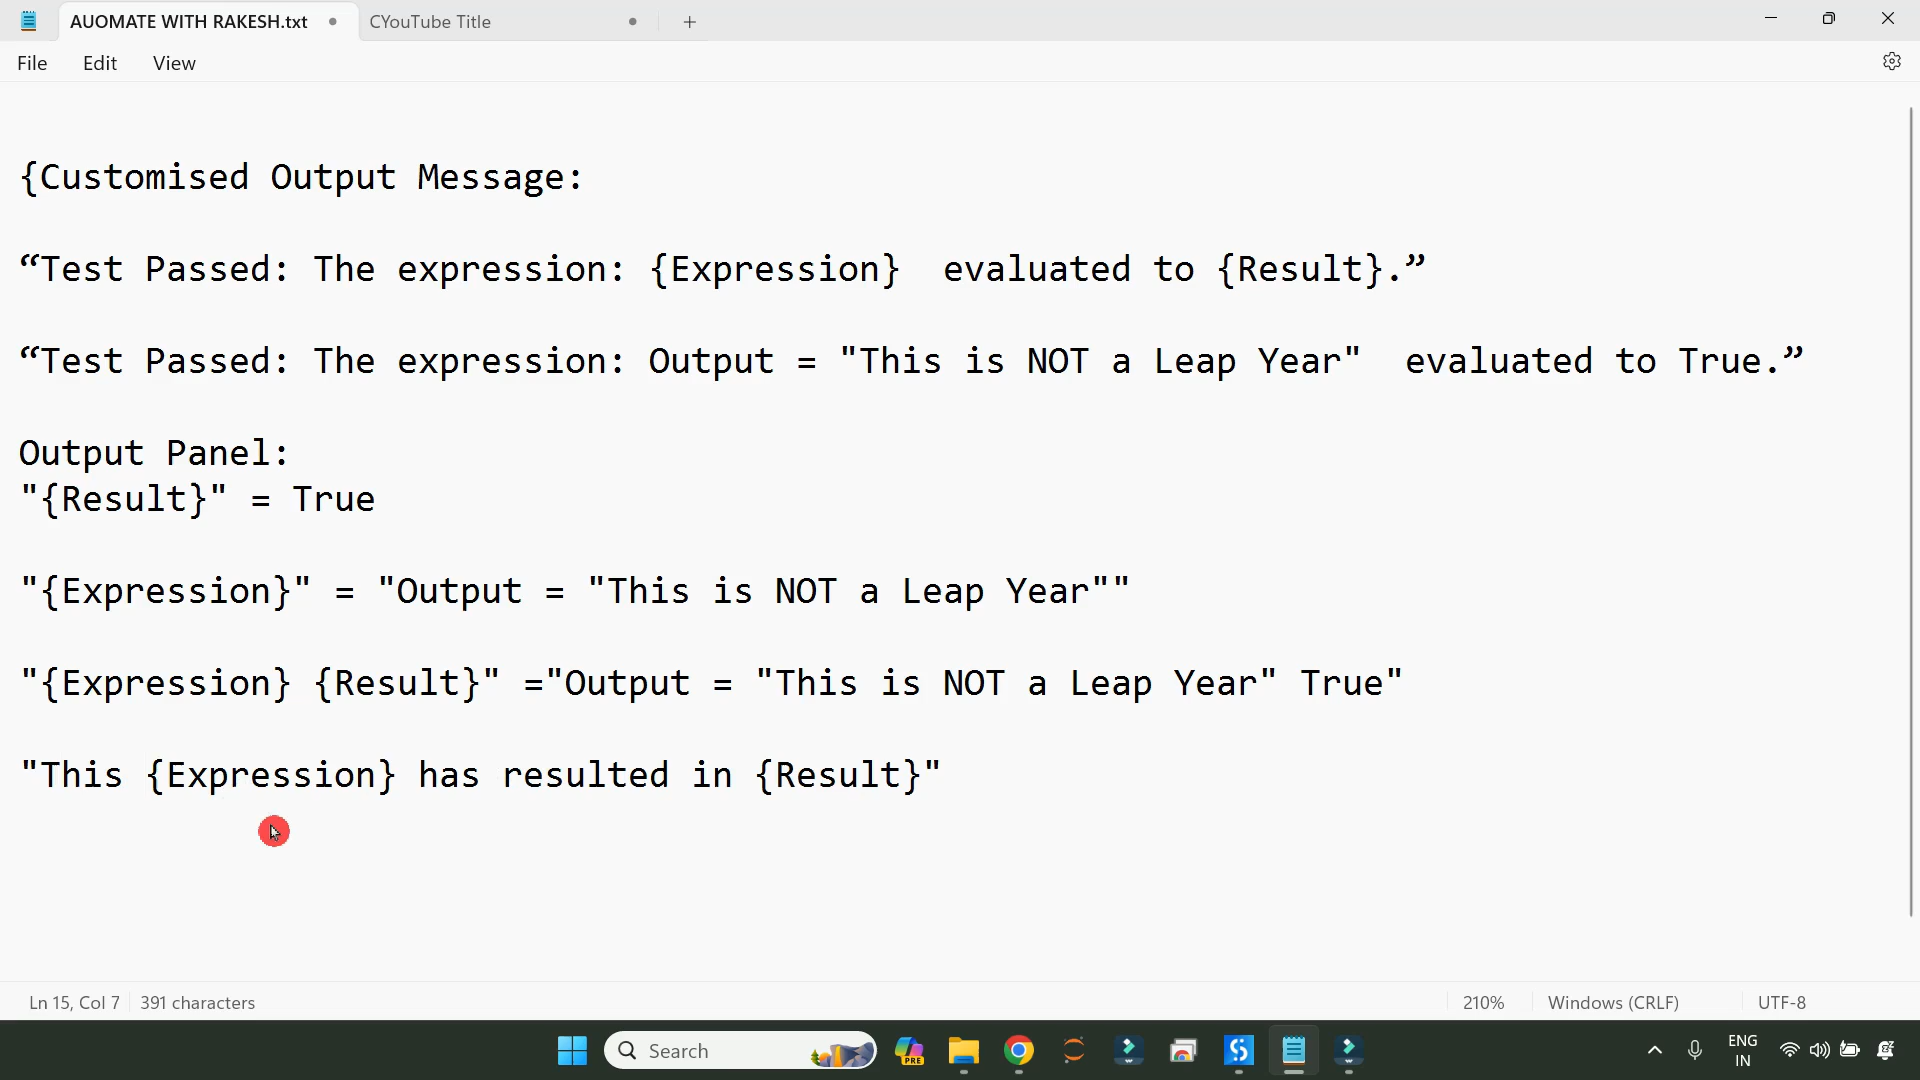 AUOMATE WITH RAKESH.txt
CYouTube Title
File Edit View
{Customised Output Message:
“Test Passed: The expression: {Expression}  evaluated to {Result}.”
“Test Passed: The expression: Output = "This is NOT a Leap Year"  evaluated to True.”
Output Panel:
"{Result}" = True
"{Expression}" = "Output = "This is NOT a Leap Year""
"{Expression} {Result}" ="Output = "This is NOT a Leap Year" True"
"This {Expression} has resulted in {Result}"
Ln 15, Col 7 391 characters 210% Windows (CRLF) UTF-8
Search PRE ENG
IN